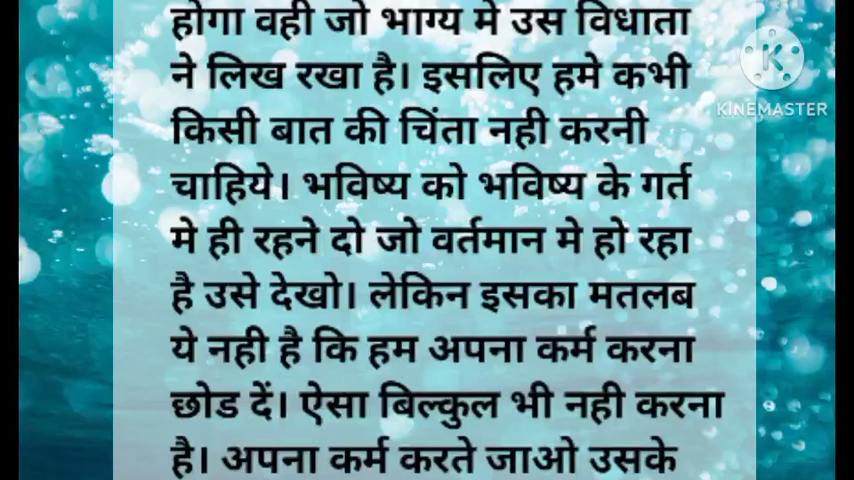 होगा वही जो भाग्य मे उस विधाता
ने लिख रखा है। इसलिए हमे कभी
किसी बात की चिंता नही करनी
चाहिये। भविष्य को भविष्य के गर्त
मे ही रहने दो जो वर्तमान मे हो रहा
है उसे देखो। लेकिन इसका मतलब
ये नही है कि हम अपना कर्म करना
छोड दें। ऐसा बिल्कुल भी नही करना
है। अपना कर्म करते जाओ उसके
K
KINEMASTER